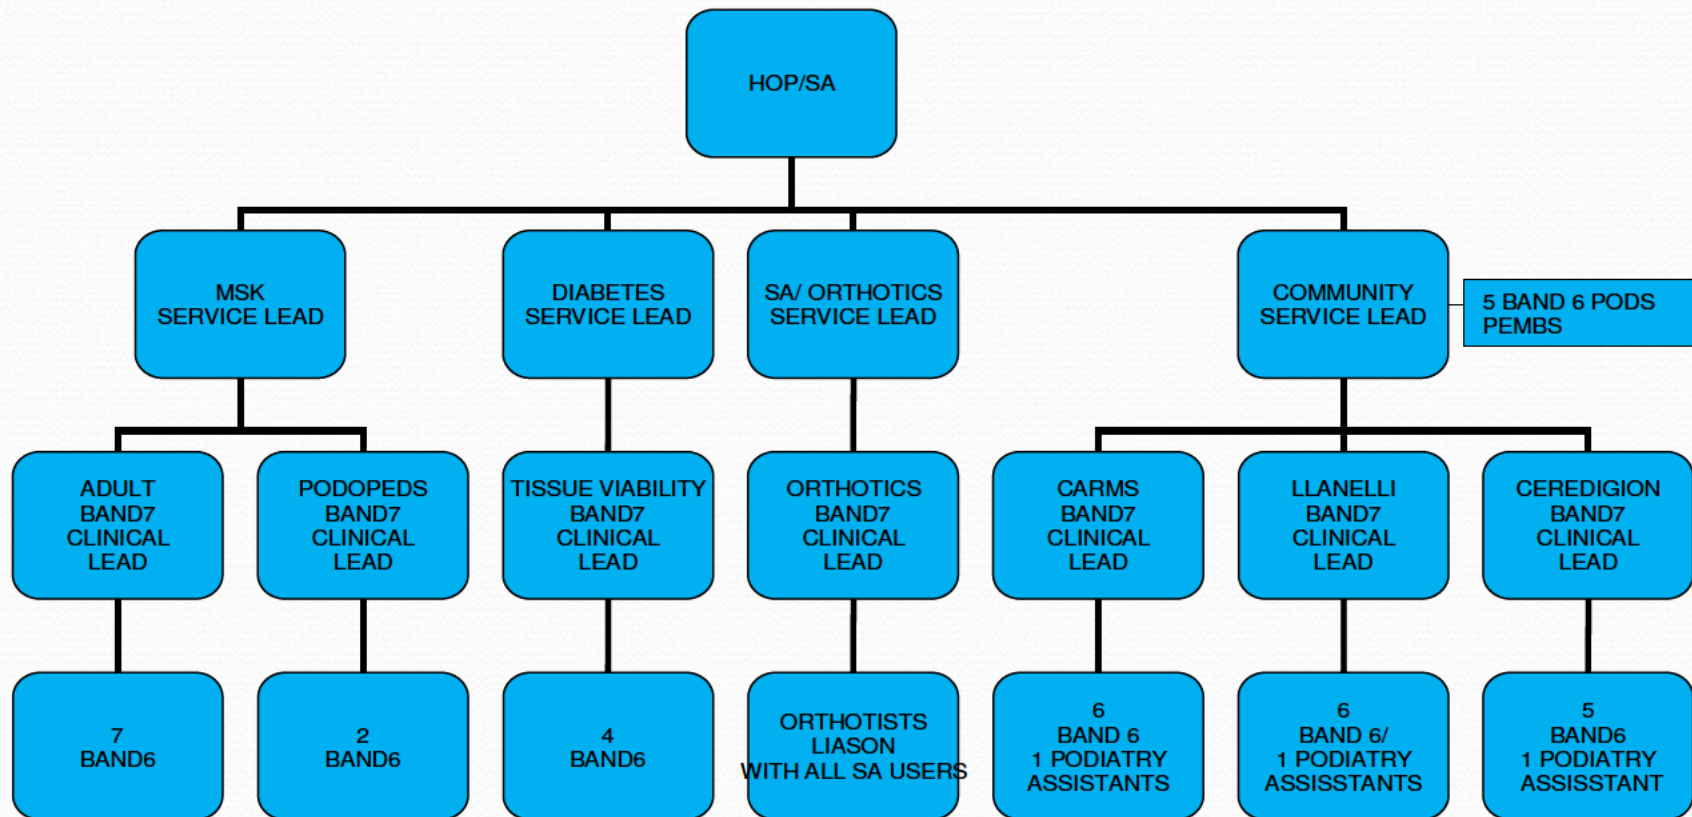 HOP/SA
MSK
SERVICE LEAD
DIABETES
SERVICE LEAD
SA/ ORTHOTICS
SERVICE LEAD
COMMUNITY
SERVICE LEAD
5 BAND 6 PODS
PEMBS
ADULT
BAND7
CLINICAL
LEAD
PODOPEDS
BAND7
CLINICAL
LEAD
TISSUE VIABILITY
BAND7
CLINICAL
LEAD
ORTHOTICS
BAND7
CLINICAL
LEAD
CARMS
BAND7
CLINICAL
LEAD
LLANELLI
BAND7
CLINICAL
LEAD
CEREDIGION
BAND7
CLINICAL
LEAD
7
BAND6
2
BAND6
4
BAND6
ORTHOTISTS
LIASON
WITH ALL SA USERS
6
BAND 6
1 PODIATRY
ASSISTANTS
6
BAND 6/
1 PODIATRY
ASSISSTANTS
5
BAND6
1 PODIATRY
ASSISSTANT